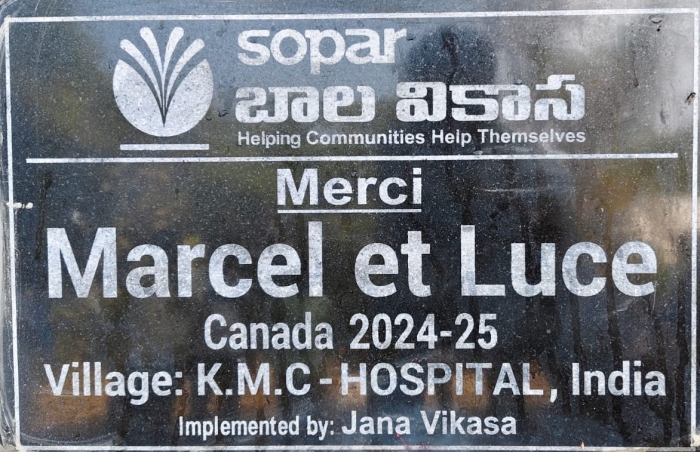 sopar
బాల వికాస
Helping Communities Help Themselves
Merci
Marcel et Luce
Canada 2024-25
Village: K.M.C - HOSPITAL, India
Implemented by: Jana Vikasa